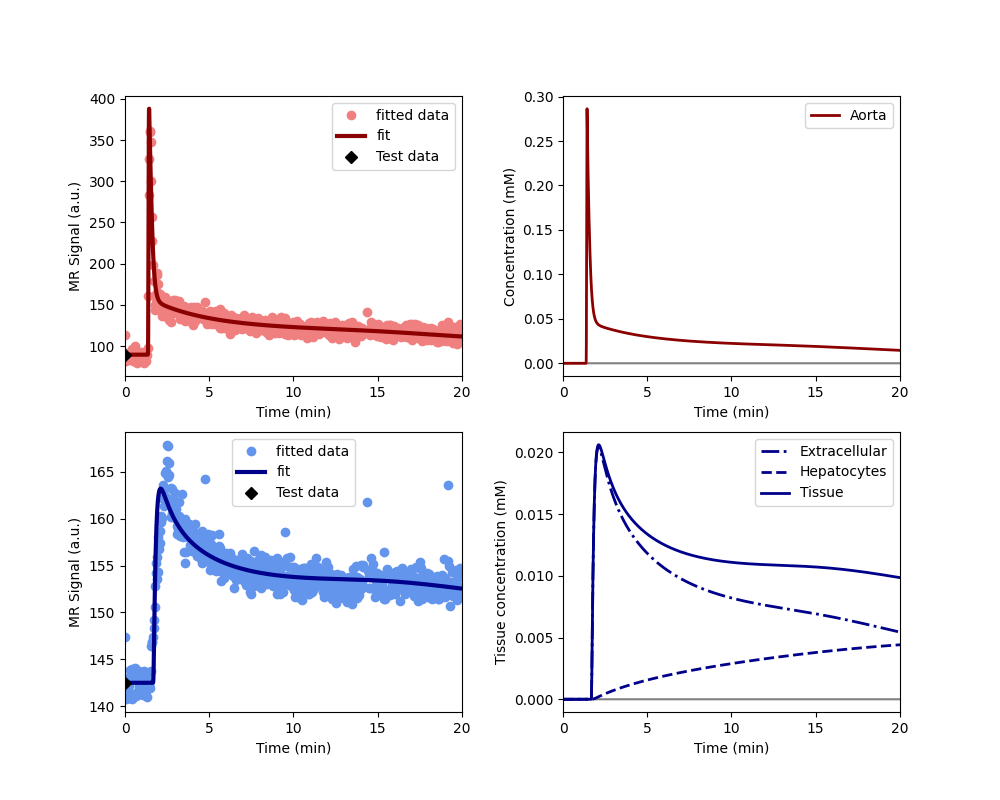 400
350
300
250
200
150
100
MR Signal (a.u.)
fitted data
fit
Test data
0
5
10
15
20
Time (min)
0.30
0.25
0.20
0.15
0.10
0.05
0.00
Concentration (mM)
Aorta
0
5
10
15
20
Time (min)
165
160
155
150
145
140
MR Signal (a.u.)
fitted data
fit
Test data
0
5
10
15
20
Time (min)
0.020
0.015
0.010
0.005
0.000
Tissue concentration (mM)
Extracellular
Hepatocytes
Tissue
0
5
10
15
20
Time (min)